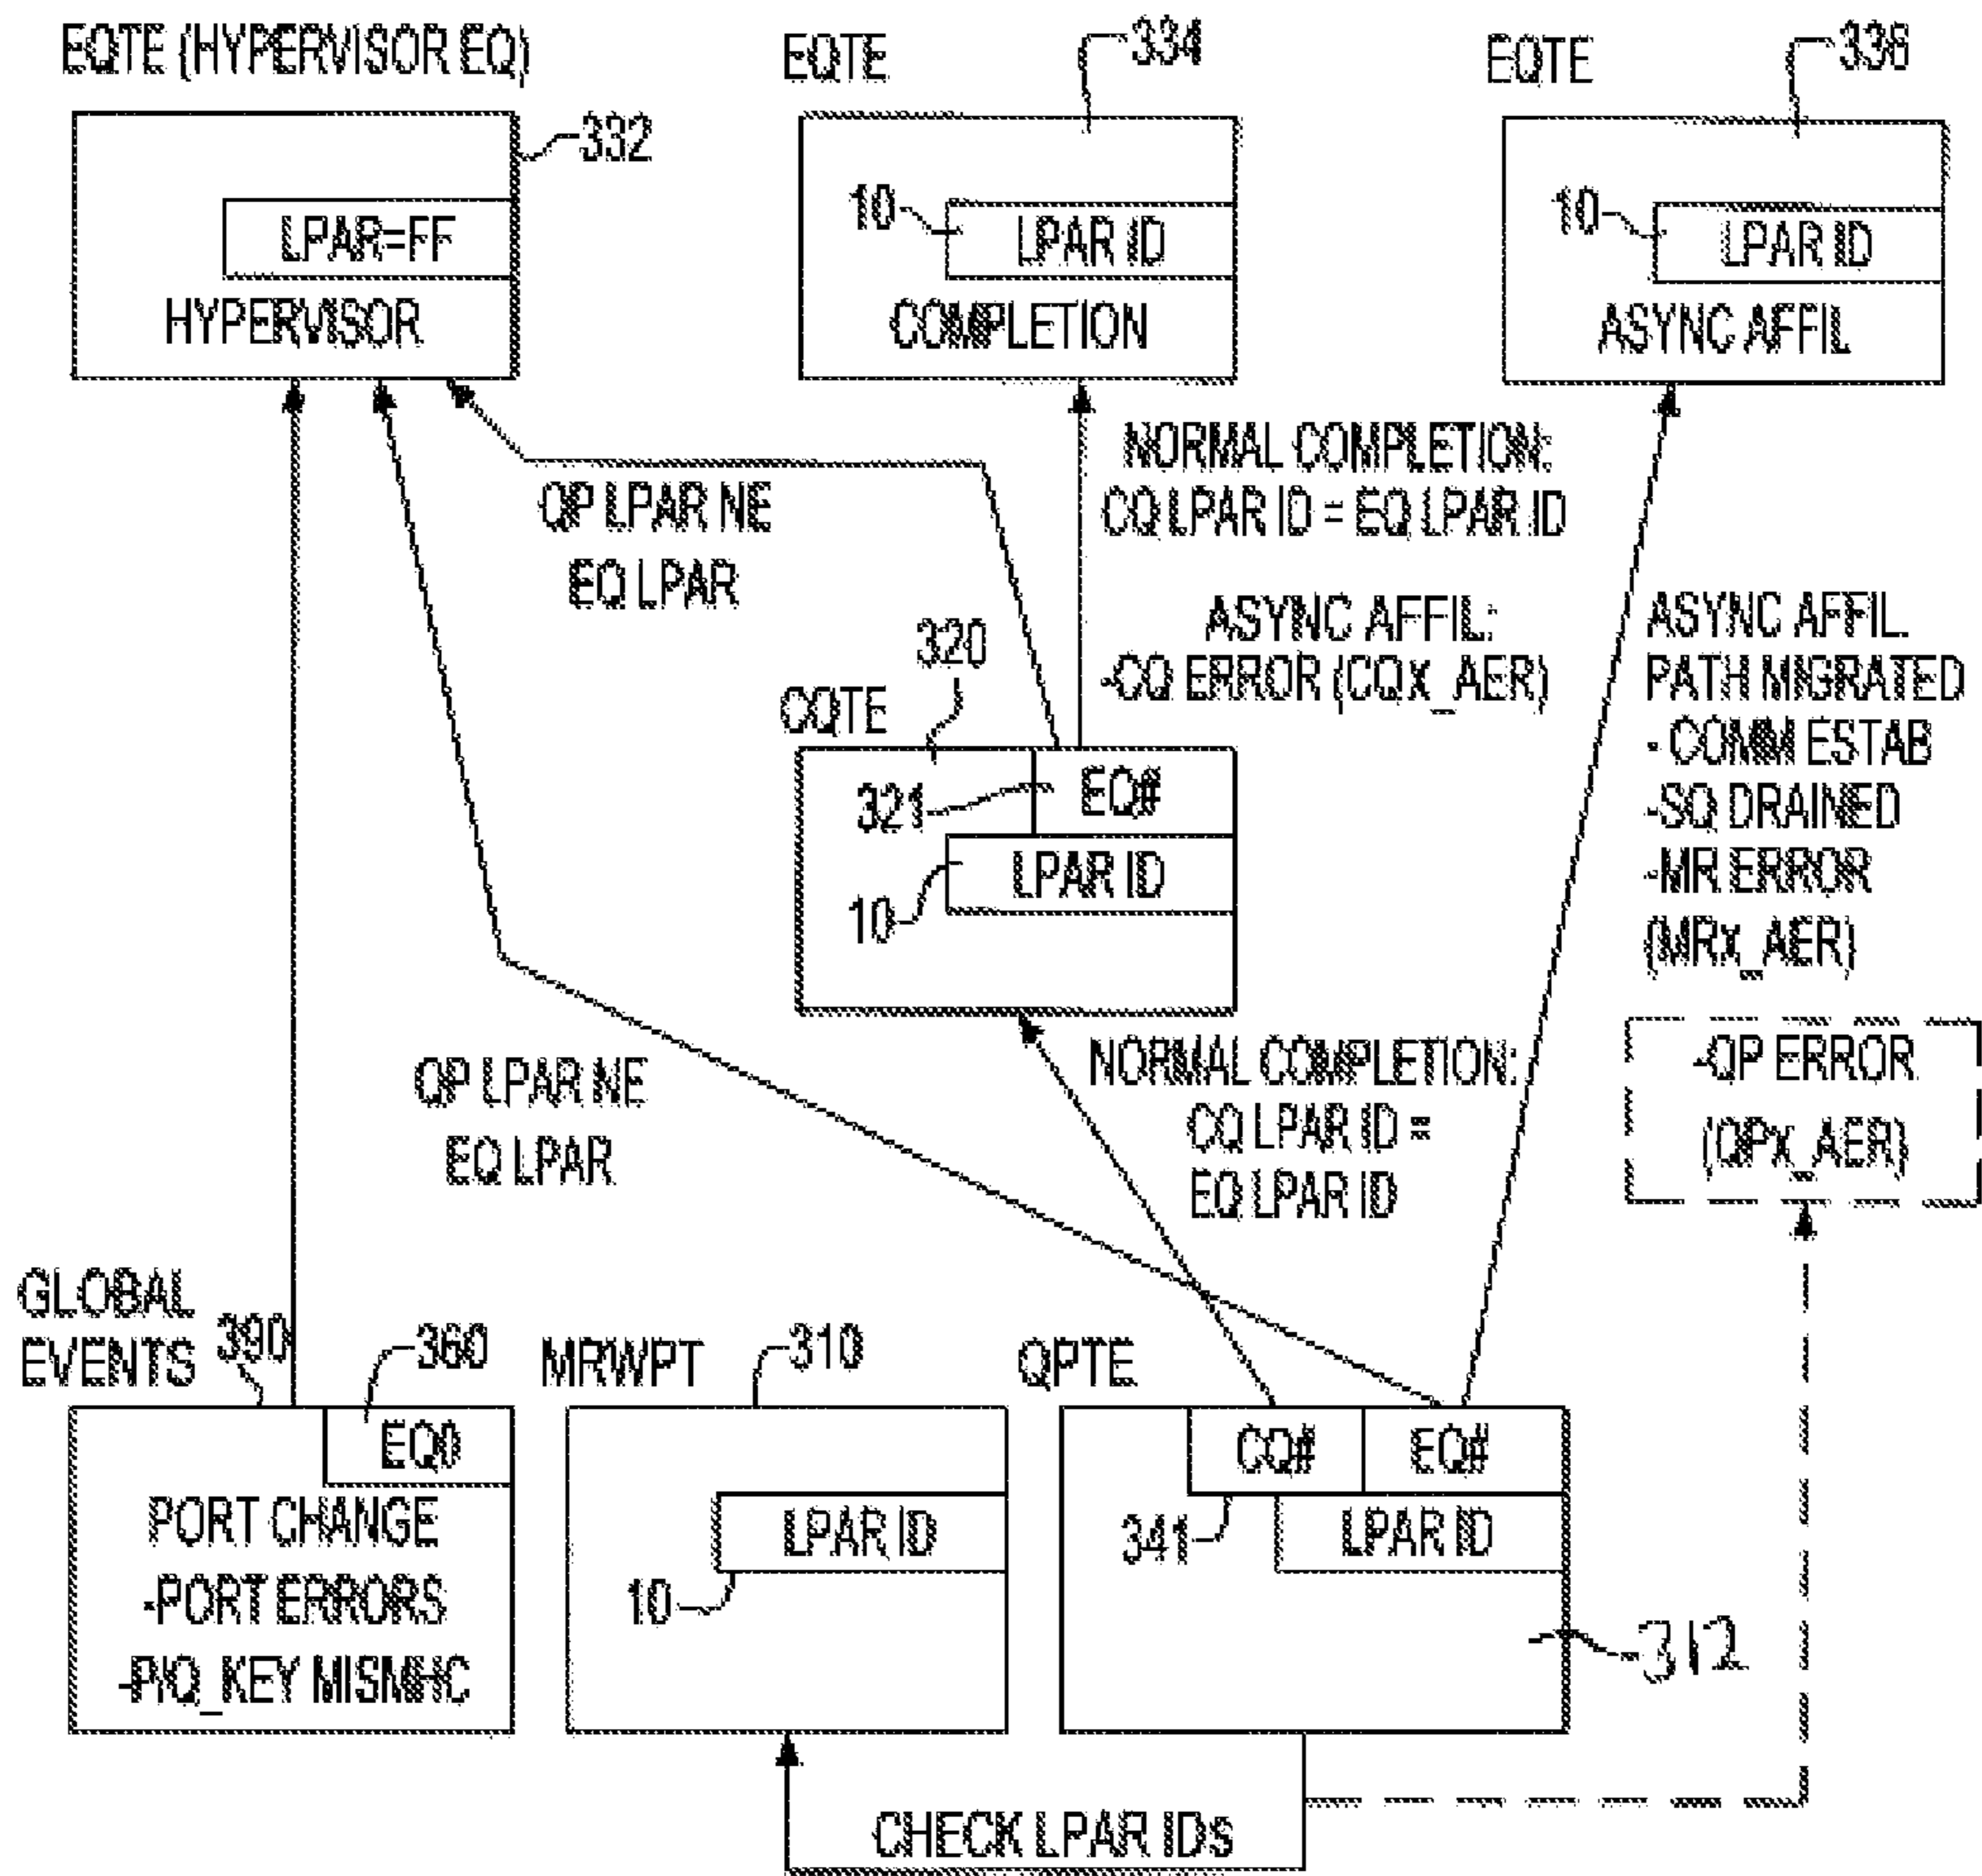 EQTE (HYPERVISOR EQ)
332
LPAR=FF
HYPERVISOR
EQTE
334
10
LPAR ID
COMPLETION
EQTE
336
10
LPAR ID
ASYNC AFFIL
QP LPAR NE
EQ LPAR
NORMAL COMPLETION:
CQ LPAR ID = EQ LPAR ID
ASYNC AFFIL:
-CQ ERROR (CQX_AER)
ASYNC AFFIL
PATH MIGRATED
- COMM ESTAB
-SQ DRAINED
-MR ERROR
(MRX_AER)
-QP ERROR
(QPX_AER)
CQTE
320
321
EQ#
LPAR ID
10
QP LPAR NE
EQ LPAR
NORMAL COMPLETION:
CQ LPAR ID =
EQ LPAR ID
GLOBAL
EVENTS
390
360
EQ0
PORT CHANGE
-PORT ERRORS
-P/Q_KEY MISMHC
MRWPT
310
LPAR ID
10
QPTE
CQ#
EQ#
341
LPAR ID
312
CHECK LPAR IDs